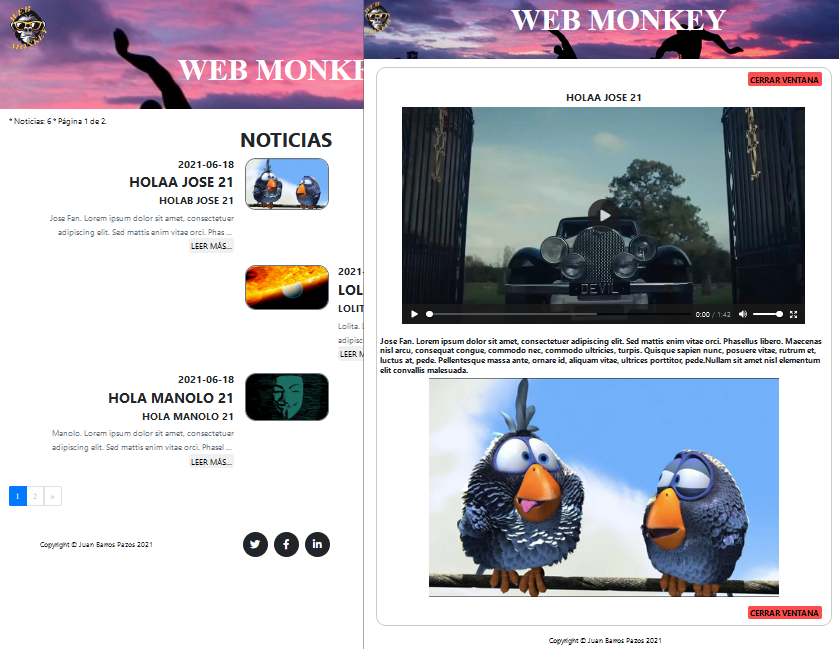 WEB MONKEY
WEB MONKE
* Noticias: 6 * Página 1 de 2.
NOTICIAS
2021-06-18
HOLAA JOSE 21
HOLAB JOSE 21
Jose Fan. Lorem ipsum dolor sit amet, consectetuer
adipiscing elit. Sed mattis enim vitae orci. Phas ...
LEER MÁS...
2021-
LOL
LOLIT
Lolita. L
adipisc
LEER M
2021-06-18
HOLA MANOLO 21
HOLA MANOLO 21
Manolo. Lorem ipsum dolor sit amet, consectetuer
adipiscing elit. Sed mattis enim vitae orci. Phasel ...
LEER MÁS...
1 2 »
Copyright © Juan Barros Pazos 2021
WEB MONKEY
CERRAR VENTANA
HOLAA JOSE 21
DEVIL
0:00 / 1:42
Jose Fan. Lorem ipsum dolor sit amet, consectetuer adipiscing elit. Sed mattis enim vitae orci. Phasellus libero. Maecenas
nisl arcu, consequat congue, commodo nec, commodo ultricies, turpis. Quisque sapien nunc, posuere vitae, rutrum et,
luctus at, pede. Pellentesque massa ante, ornare id, aliquam vitae, ultrices porttitor, pede.Nullam sit amet nisl elementum
elit convallis malesuada.
CERRAR VENTANA
Copyright © Juan Barros Pazos 2021